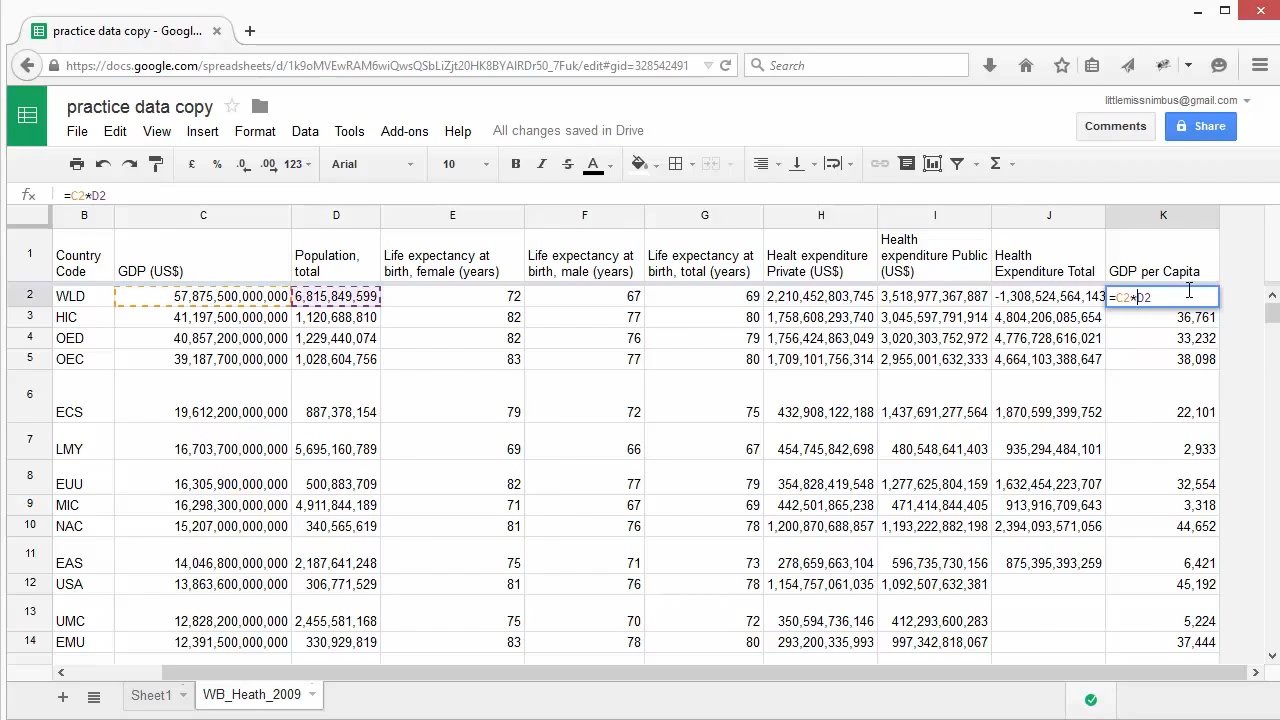 practice data copy - Googl...
https://docs.google.com/spreadsheets/d/1k9oMVEwRAM6wiQwsQSbLiZjt20HK8BYAIRDr50_7Fuk/edit#gid=328542491
Search
practice data copy
littlemissnimbus@gmail.com
File Edit View Insert Format Data Tools Add-ons Help All changes saved in Drive
Comments Share
£ % .0 .00 123 Arial 10 B I S A Σ
fx =C2*D2
B C D E F G H I J K
1 Country Code GDP (US$) Population, total Life expectancy at birth, female (years) Life expectancy at birth, male (years) Life expectancy at birth, total (years) Healt expenditure Private (US$) Health expenditure Public (US$) Health Expenditure Total GDP per Capita
2 WLD 57,875,500,000,000 6,815,849,599 72 67 69 2,210,452,803,745 3,518,977,367,887 -1,308,524,564,143 =C2*D2
3 HIC 41,197,500,000,000 1,120,688,810 82 77 80 1,758,608,293,740 3,045,597,791,914 4,804,206,085,654 36,761
4 OED 40,857,200,000,000 1,229,440,074 82 76 79 1,756,424,863,049 3,020,303,752,972 4,776,728,616,021 33,232
5 OEC 39,187,700,000,000 1,028,604,756 83 77 80 1,709,101,756,314 2,955,001,632,333 4,664,103,388,647 38,098
6 ECS 19,612,200,000,000 887,378,154 79 72 75 432,908,122,188 1,437,691,277,564 1,870,599,399,752 22,101
7 LMY 16,703,700,000,000 5,695,160,789 69 66 67 454,745,842,698 480,548,641,403 935,294,484,101 2,933
8 EUU 16,305,900,000,000 500,883,709 82 77 79 354,828,419,548 1,277,625,804,159 1,632,454,223,707 32,554
9 MIC 16,298,300,000,000 4,911,844,189 71 67 69 442,501,865,238 471,414,844,405 913,916,709,643 3,318
10 NAC 15,207,000,000,000 340,565,619 81 76 78 1,200,870,688,857 1,193,222,882,198 2,394,093,571,056 44,652
11 EAS 14,046,800,000,000 2,187,641,248 75 71 73 278,659,663,104 596,735,730,156 875,395,393,259 6,421
12 USA 13,863,600,000,000 306,771,529 81 76 78 1,154,757,061,035 1,092,507,632,381 45,192
13 UMC 12,828,200,000,000 2,455,581,168 75 70 72 350,594,736,146 412,293,600,283 5,224
14 EMU 12,391,500,000,000 330,929,819 83 78 80 293,200,335,993 997,342,818,067 37,444
Sheet1 WB_Heath_2009